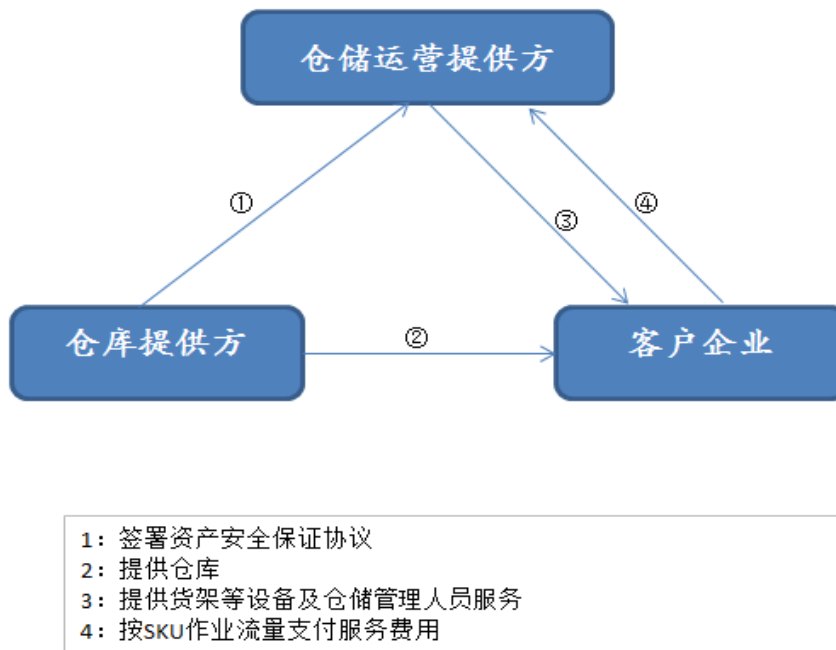 仓储运营提供方
①
③
④
仓库提供方
②
客户企业
1：签署资产安全保证协议
2：提供仓库
3：提供货架等设备及仓储管理人员服务
4：按SKU作业流量支付服务费用